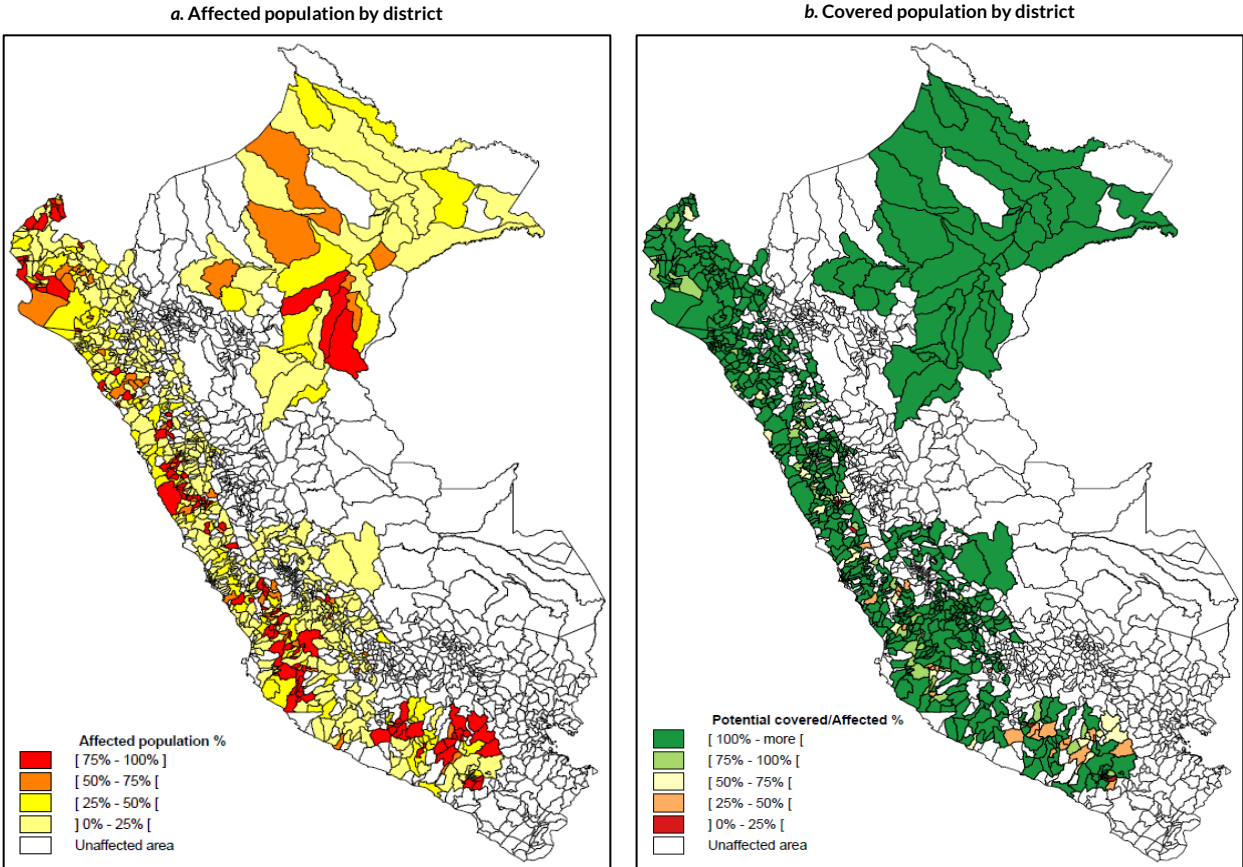 a. Affected population by district
b. Covered population by district
Affected population %
[ 75% - 100% ]
[ 50% - 75% [
[ 25% - 50% [
] 0% - 25% [
Unaffected area
Potential covered/Affected %
[ 100% - more [
[ 75% - 100% [
[ 50% - 75% [
[ 25% - 50% [
] 0% - 25% [
Unaffected area